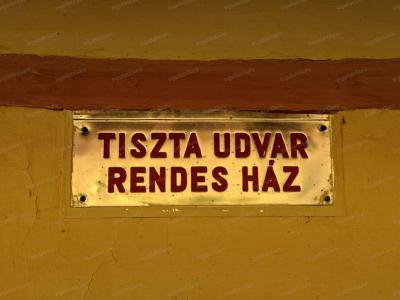 TISZTA UDVAR
RENDES HÁZ